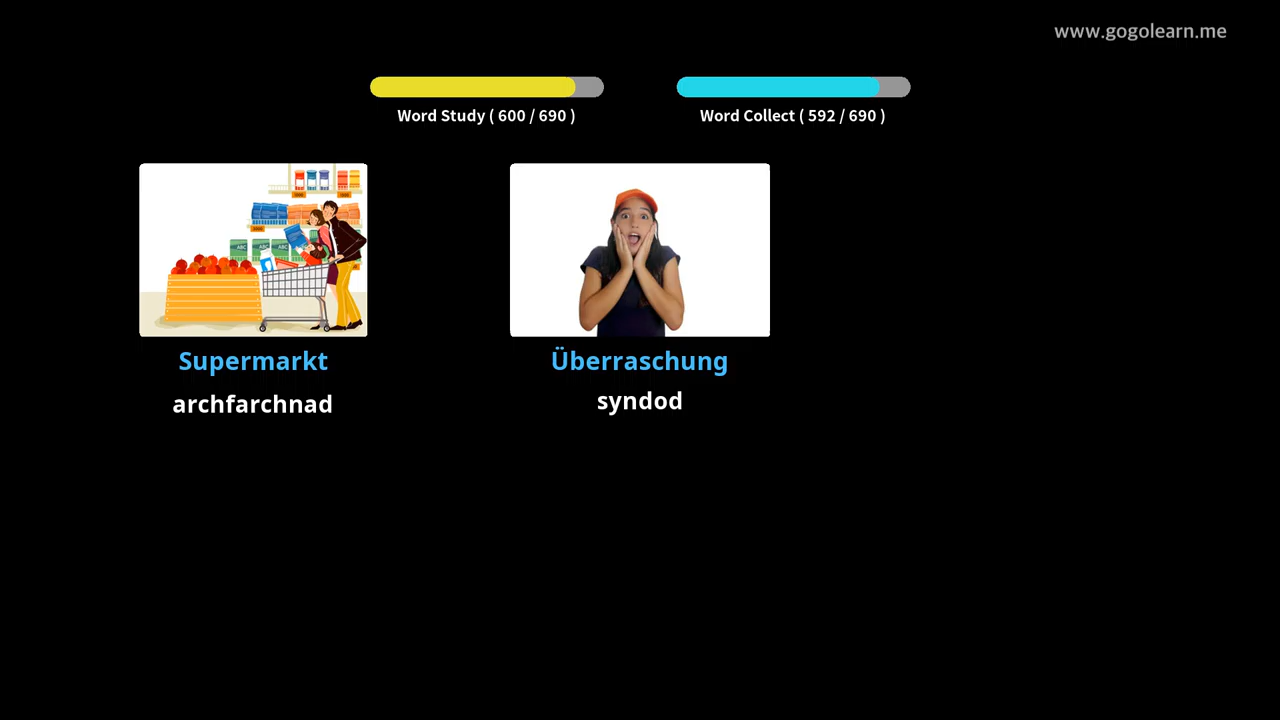 www.gogolearn.me
Word Study ( 600 / 690 )
Word Collect ( 592 / 690 )
Supermarkt
archfarchnad
Überraschung
syndod